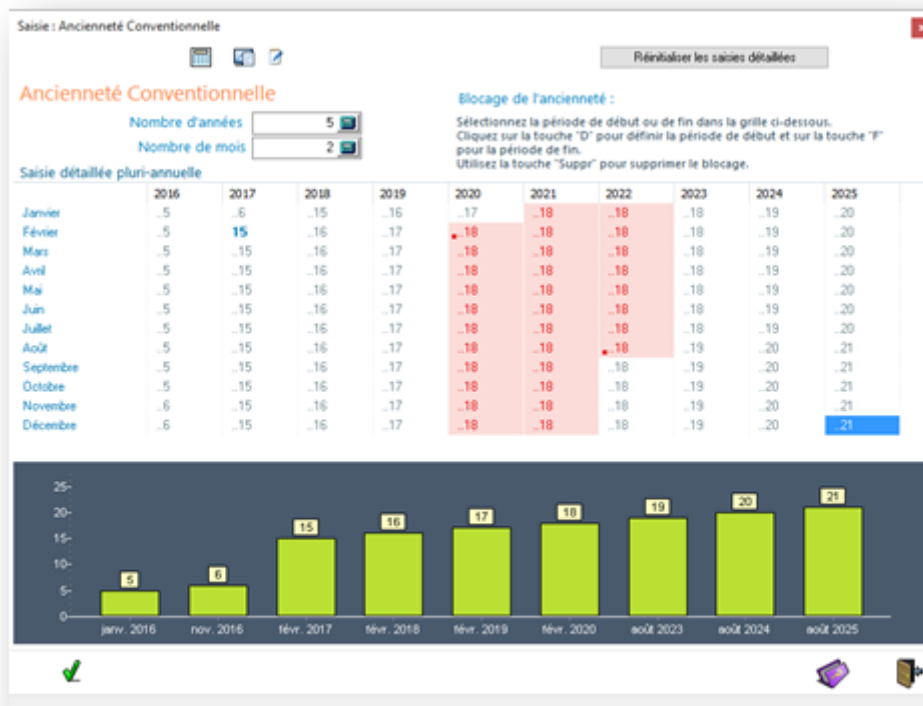 Saisie : Ancienneté Conventionnelle
Réinitialiser les saisies détaillées
Ancienneté Conventionnelle
Nombre d'années 5
Nombre de mois 2
Blocage de l'ancienneté :
Sélectionnez la période de début ou de fin dans la grille ci-dessous.
Cliquez sur la touche "D" pour définir la période de début et sur la touche "F"
pour la période de fin.
Utilisez la touche "Suppr" pour supprimer le blocage.
Saisie détaillée pluri-annuelle
2016 2017 2018 2019 2020 2021 2022 2023 2024 2025
Janvier ..5 ..6 ..15 ..16 ..17 ..18 ..18 ..18 ..19 ..20
Février ..5 15 ..16 ..17 ..18 ..18 ..18 ..18 ..19 ..20
Mars ..5 ..15 ..16 ..17 ..18 ..18 ..18 ..18 ..19 ..20
Avril ..5 ..15 ..16 ..17 ..18 ..18 ..18 ..18 ..19 ..20
Mai ..5 ..15 ..16 ..17 ..18 ..18 ..18 ..18 ..19 ..20
Juin ..5 ..15 ..16 ..17 ..18 ..18 ..18 ..18 ..19 ..20
Juillet ..5 ..15 ..16 ..17 ..18 ..18 ..18 ..18 ..19 ..20
Août ..5 ..15 ..16 ..17 ..18 ..18 ..18 ..19 ..20 ..21
Septembre ..5 ..15 ..16 ..17 ..18 ..18 ..18 ..19 ..20 ..21
Octobre ..5 ..15 ..16 ..17 ..18 ..18 ..18 ..19 ..20 ..21
Novembre ..6 ..15 ..16 ..17 ..18 ..18 ..18 ..19 ..20 ..21
Décembre ..6 ..15 ..16 ..17 ..18 ..18 ..18 ..19 ..20 ..21
25
20
15
10
5
0
5 6 15 16 17 18 19 20 21
janv. 2016 nov. 2016 févr. 2017 févr. 2018 févr. 2019 févr. 2020 août 2023 août 2024 août 2025